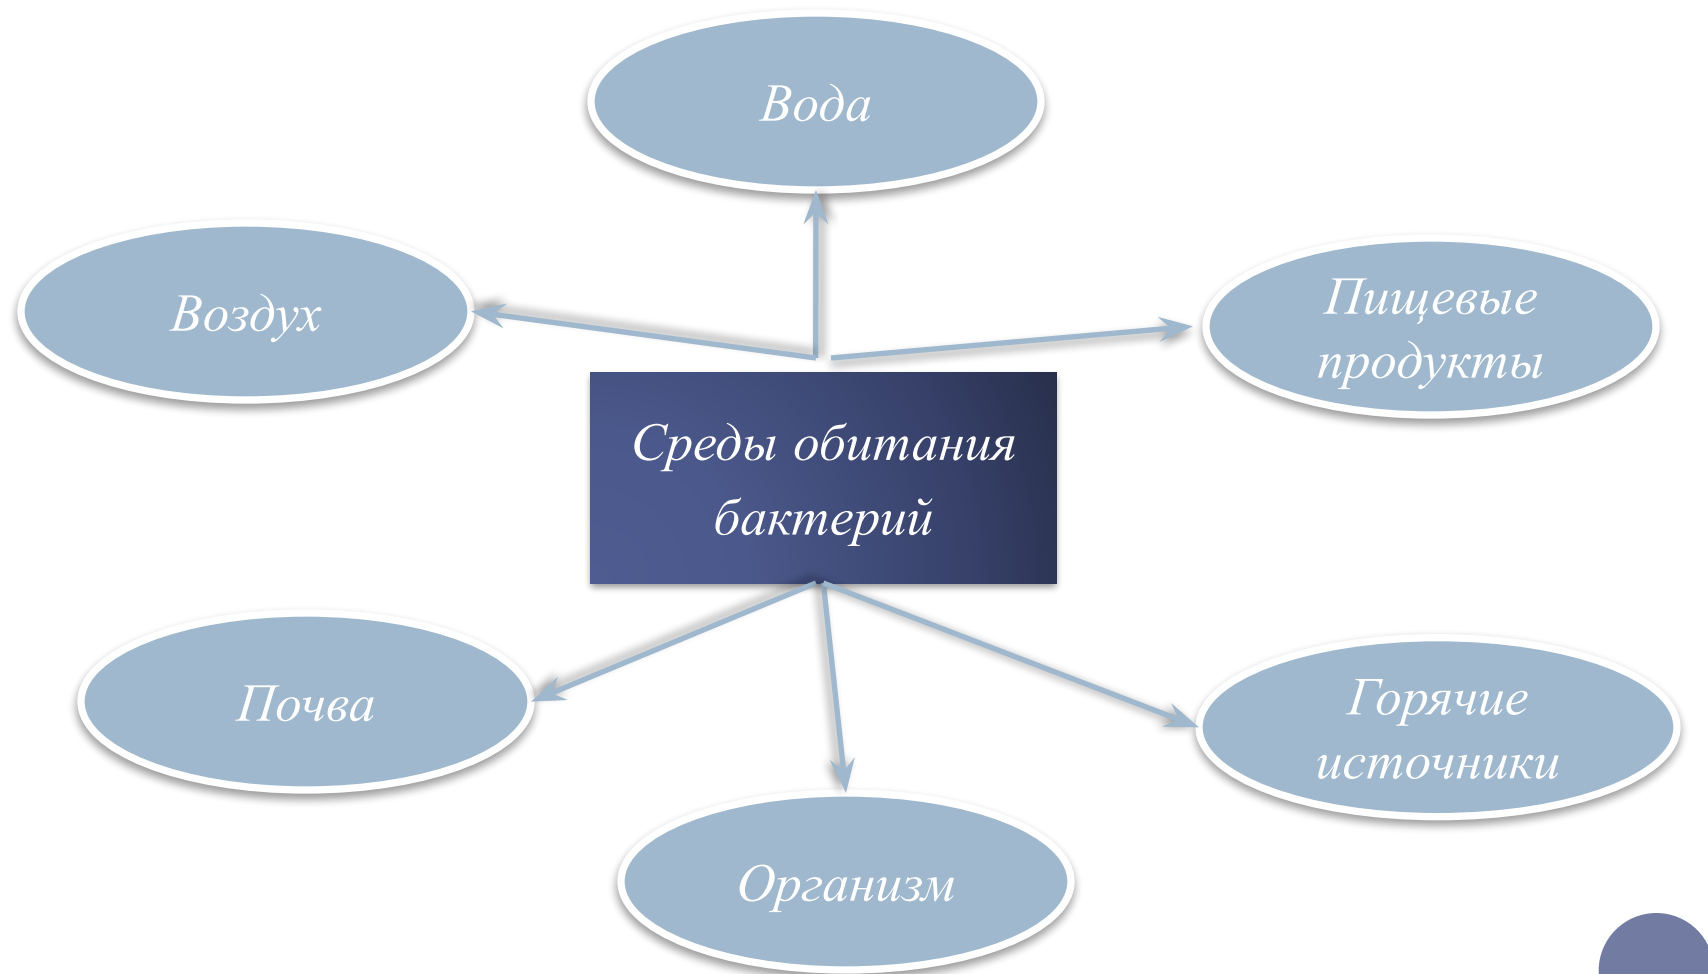 Вода
Воздух
Пищевые
продукты
Среды обитания
бактерий
Почва
Горячие
источники
Организм